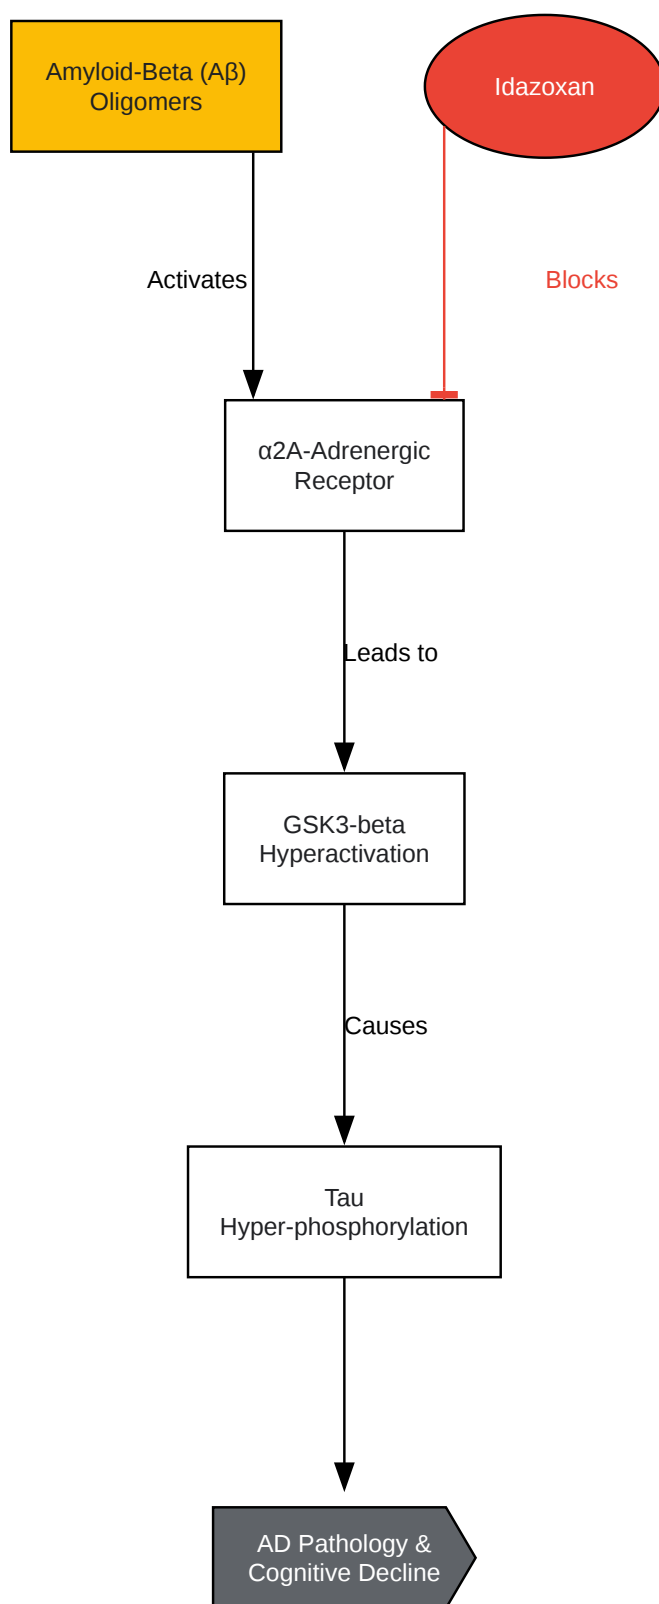 Amyloid-Beta (Aβ)
Oligomers
Idazoxan
Activates
Blocks
α2A-Adrenergic
Receptor
Leads to
GSK3-beta
Hyperactivation
Causes
Tau
Hyper-phosphorylation
AD Pathology &
Cognitive Decline